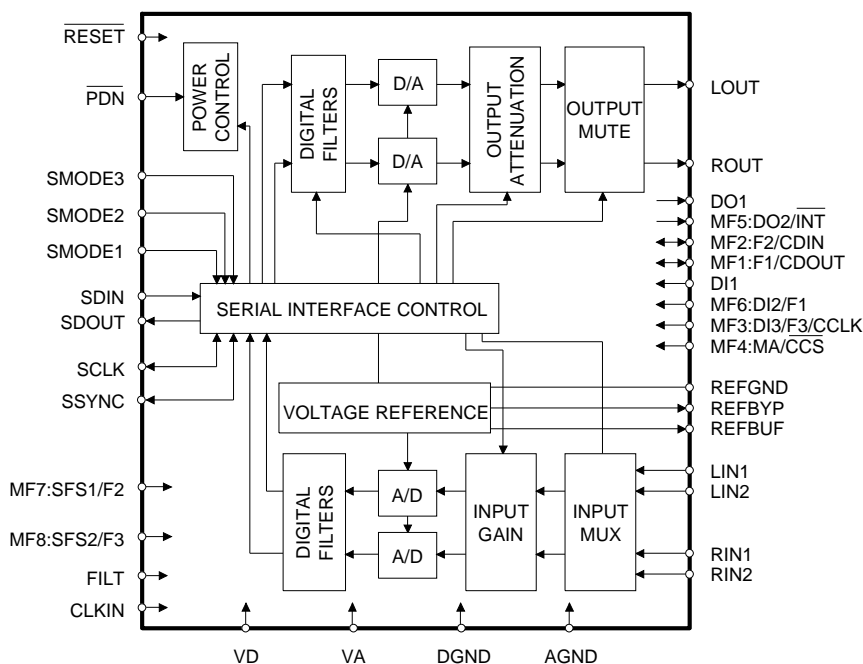 RESET
PDN
SMODE3
SMODE2
SMODE1
SDIN
SDOUT
SCLK
SSYNC
MF7:SFS1/F2
MF8:SFS2/F3
FILT
CLKIN
POWER
CONTROL
DIGITAL
FILTERS
D/A
D/A
OUTPUT
ATTENUATION
OUTPUT
MUTE
SERIAL INTERFACE CONTROL
VOLTAGE REFERENCE
DIGITAL
FILTERS
A/D
A/D
INPUT
GAIN
INPUT
MUX
LOUT
ROUT
DO1
MF5:DO2/INT
MF2:F2/CDIN
MF1:F1/CDOUT
DI1
MF6:DI2/F1
MF3:DI3/F3/CCLK
MF4:MA/CCS
REFGND
REFBYP
REFBUF
LIN1
LIN2
RIN1
RIN2
VD
VA
DGND
AGND